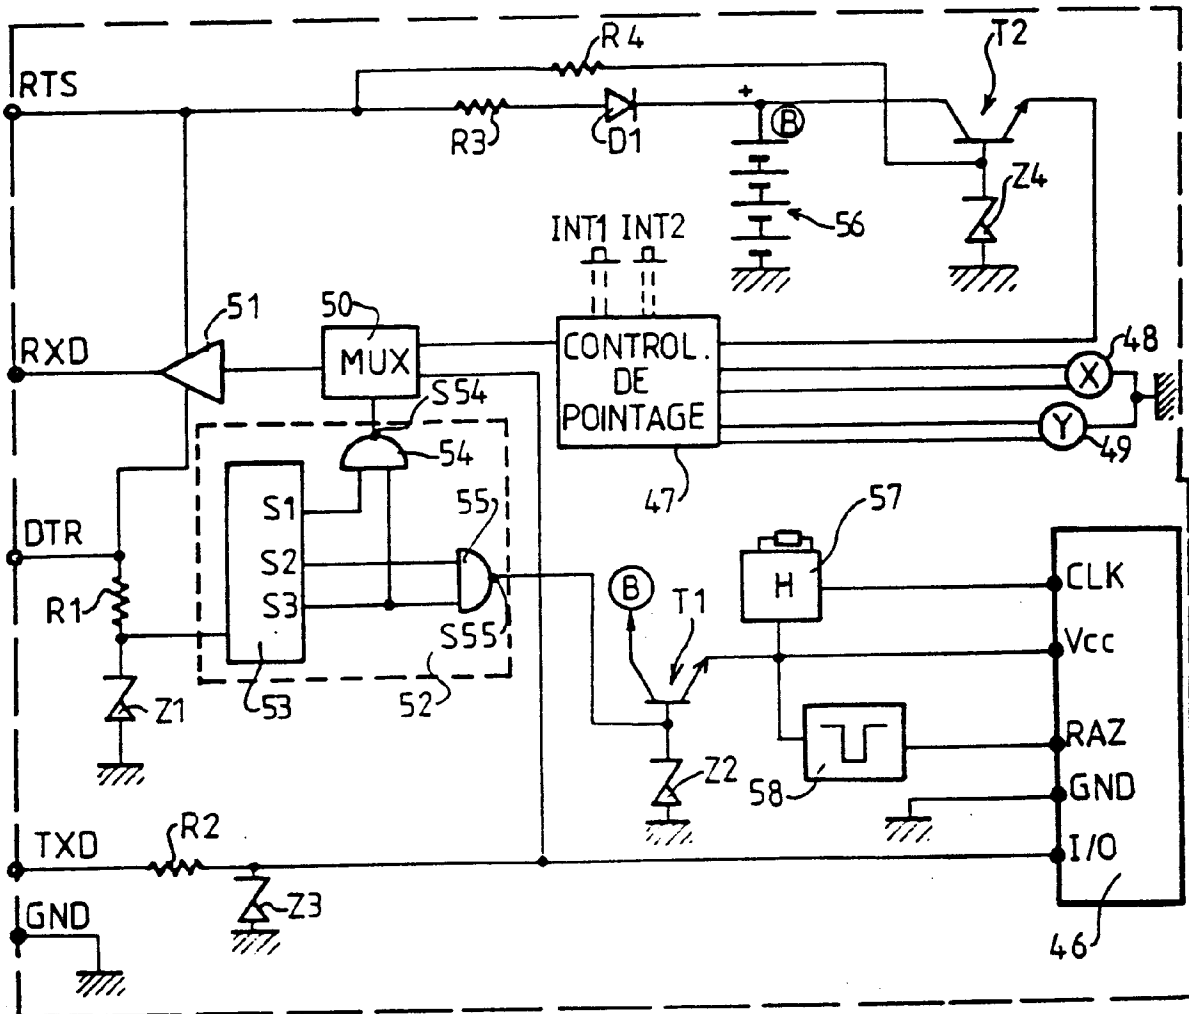 R4
T2
RTS
+
B
R3
D1
Z4
56
INT1 INT2
51
50
RXD
MUX
CONTROL.
DE
POINTAGE
48
X
Y
49
S54
54
47
S1
55
57
DTR
S2
H
CLK
R1
S3
B
T1
S55
Vcc
Z1
53
52
RAZ
Z2
58
GND
R2
TXD
I/O
Z3
GND
46